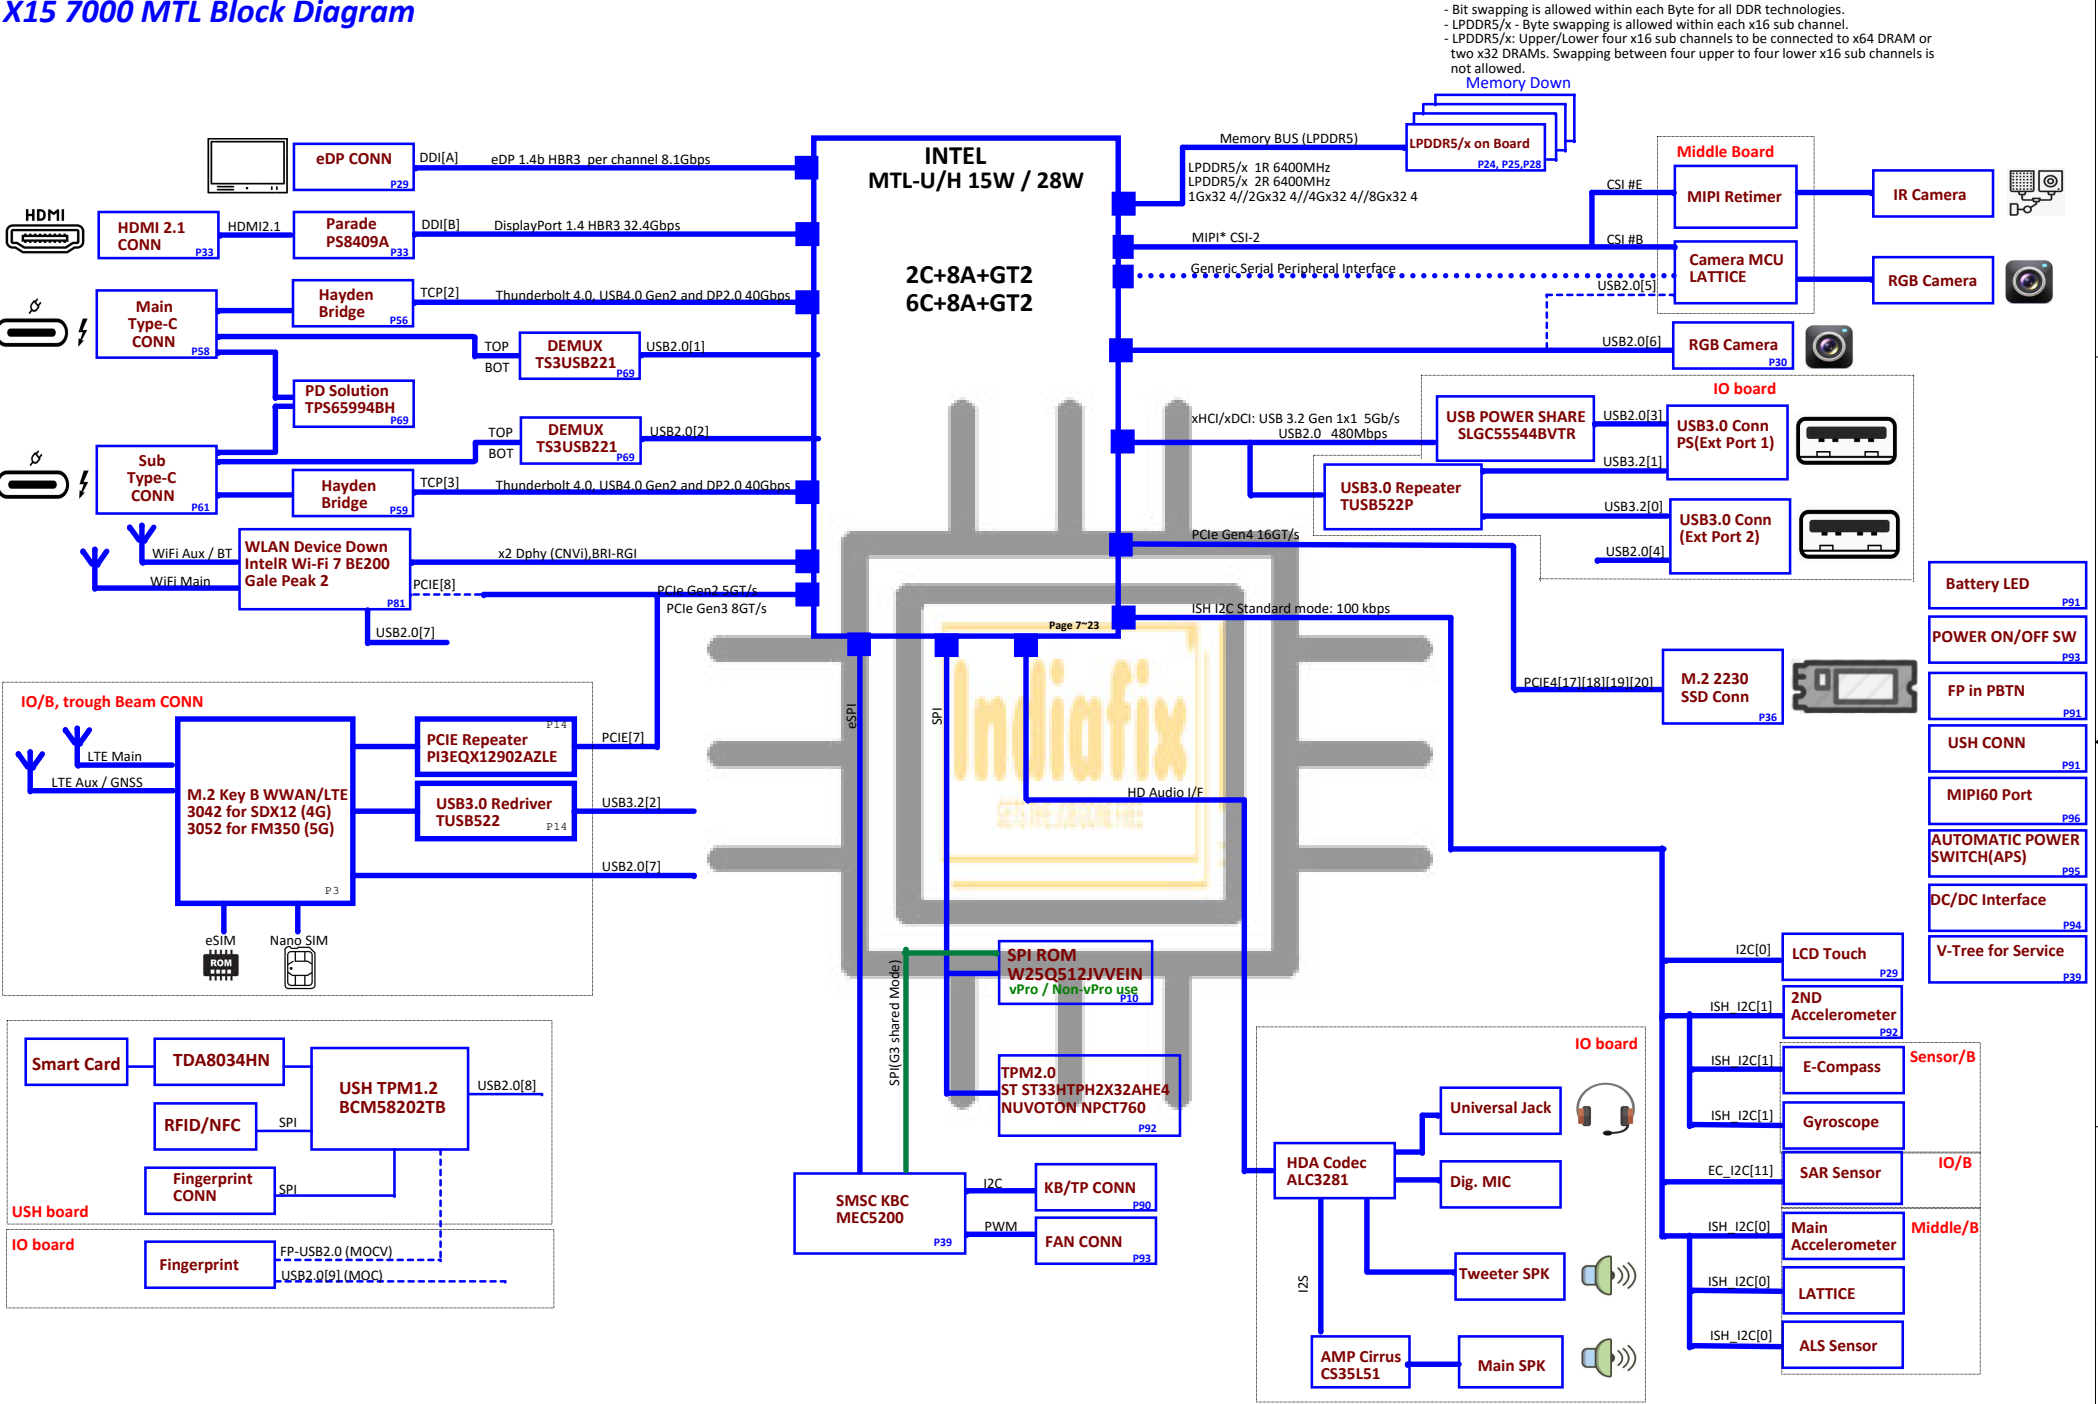 X15 7000 MTL Block Diagram
- Bit swapping is allowed within each Byte for all DDR technologies.
- LPDDR5/x - Byte swapping is allowed within each x16 sub channel.
- LPDDR5/x: Upper/Lower four x16 sub channels to be connected to x64 DRAM or
two x32 DRAMs. Swapping between four upper to four lower x16 sub channels is
not allowed.
Memory Down
LPDDR5/x on Board
P24, P25,P28
Memory BUS (LPDDR5)
LPDDR5/x 1R 6400MHz
LPDDR5/x 2R 6400MHz
1Gx32 4//2Gx32 4//4Gx32 4//8Gx32 4
INTEL
MTL-U/H 15W / 28W
2C+8A+GT2
6C+8A+GT2
Page 7~23
eDP CONN
P29
DDI[A]
eDP 1.4b HBR3 per channel 8.1Gbps
HDMI
HDMI 2.1
CONN
P33
HDMI2.1
Parade
PS8409A
P33
DDI[B]
DisplayPort 1.4 HBR3 32.4Gbps
Main
Type-C
CONN
P58
Hayden
Bridge
P56
TCP[2]
Thunderbolt 4.0, USB4.0 Gen2 and DP2.0 40Gbps
TOP
BOT
DEMUX
TS3USB221
P69
USB2.0[1]
PD Solution
TPS65994BH
P69
TOP
BOT
DEMUX
TS3USB221
P69
USB2.0[2]
Sub
Type-C
CONN
P61
Hayden
Bridge
P59
TCP[3]
Thunderbolt 4.0, USB4.0 Gen2 and DP2.0 40Gbps
WiFi Aux / BT
WiFi Main
WLAN Device Down
IntelR Wi-Fi 7 BE200
Gale Peak 2
P81
x2 Dphy (CNVi),BRI-RGI
PCIE[8]
PCIe Gen2 5GT/s
PCIe Gen3 8GT/s
USB2.0[7]
IO/B, trough Beam CONN
LTE Main
LTE Aux / GNSS
M.2 Key B WWAN/LTE
3042 for SDX12 (4G)
3052 for FM350 (5G)
P3
P14
PCIE Repeater
PI3EQX12902AZLE
PCIE[7]
USB3.0 Redriver
TUSB522
P14
USB3.2[2]
USB2.0[7]
eSIM
ROM
Nano SIM
Smart Card
TDA8034HN
USH TPM1.2
BCM58202TB
USB2.0[8]
RFID/NFC
SPI
Fingerprint
CONN
SPI
USH board
IO board
Fingerprint
FP-USB2.0 (MOCV)
USB2.0[9] (MOC)
Middle Board
CSI #E
MIPI Retimer
IR Camera
MIPI* CSI-2
CSI #B
Camera MCU
LATTICE
RGB Camera
Generic Serial Peripheral Interface
USB2.0[5]
USB2.0[6]
RGB Camera
P30
IO board
xHCI/xDCI: USB 3.2 Gen 1x1 5Gb/s
USB2.0 480Mbps
USB POWER SHARE
SLGC55544BVTR
USB2.0[3]
USB3.0 Conn
PS(Ext Port 1)
USB3.2[1]
USB3.0 Repeater
TUSB522P
USB3.2[0]
USB3.0 Conn
(Ext Port 2)
USB2.0[4]
PCIe Gen4 16GT/s
PCIE4[17][18][19][20]
M.2 2230
SSD Conn
P36
ISH I2C Standard mode: 100 kbps
Battery LED
P91
POWER ON/OFF SW
P93
FP in PBTN
P91
USH CONN
P91
MIPI60 Port
P96
AUTOMATIC POWER
SWITCH(APS)
P95
DC/DC Interface
P94
V-Tree for Service
P39
eSPI
SPI
HD Audio I/F
Indiafix
SPI(G3 shared Mode)
SPI ROM
W25Q512JVVEIN
vPro / Non-vPro use
P10
TPM2.0
ST ST33HTPH2X32AHE4
NUVOTON NPCT760
P92
SMSC KBC
MEC5200
P39
I2C
KB/TP CONN
P90
PWM
FAN CONN
P93
IO board
HDA Codec
ALC3281
Universal Jack
Dig. MIC
Tweeter SPK
I2S
AMP Cirrus
CS35L51
Main SPK
I2C[0]
LCD Touch
P29
ISH_I2C[1]
2ND
Accelerometer
P92
Sensor/B
ISH_I2C[1]
E-Compass
ISH_I2C[1]
Gyroscope
IO/B
EC_I2C[11]
SAR Sensor
Middle/B
ISH_I2C[0]
Main
Accelerometer
ISH_I2C[0]
LATTICE
ISH_I2C[0]
ALS Sensor